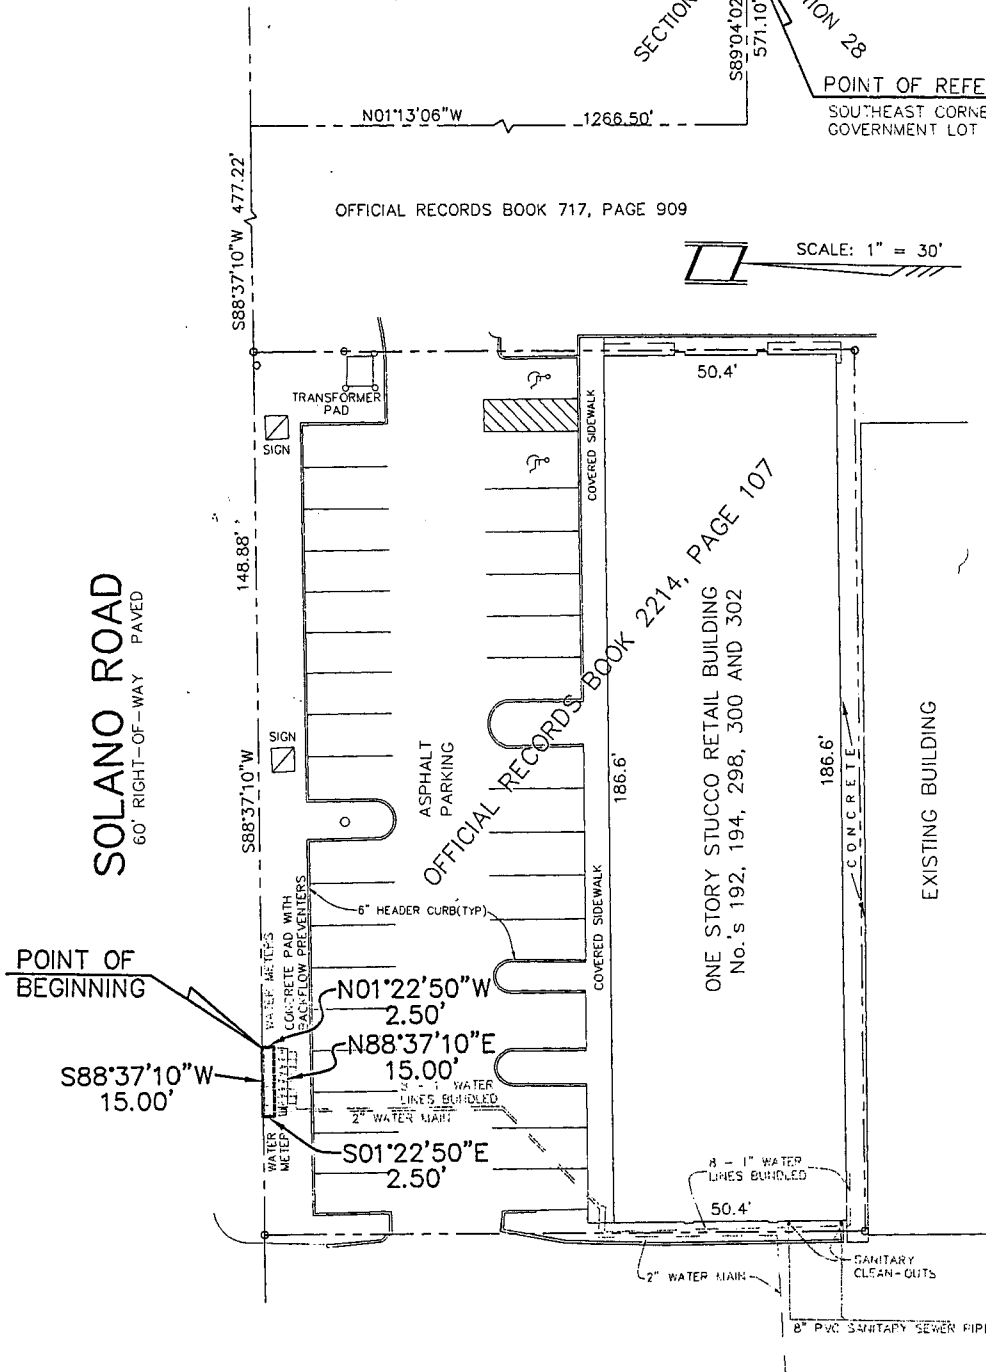 SECTION
TION 28
S89°04'02
571.10'
POINT OF REFE
SOUTHEAST CORNE
GOVERNMENT LOT
N01°13'06"W 1266.50'
S88°37'10"W 477.22'
OFFICIAL RECORDS BOOK 717, PAGE 909
SCALE: 1" = 30'
TRANSFORMER
PAD
SIGN
50.4'
COVERED SIDEWALK
148.88'
SOLANO ROAD
60' RIGHT-OF-WAY PAVED
OFFICIAL RECORDS BOOK 2214, PAGE 107
ONE STORY STUCCO RETAIL BUILDING
No.'s 192, 194, 298, 300 AND 302
SIGN
S88°37'10"W
ASPHALT
PARKING
186.6'
186.6'
CONCRETE
EXISTING BUILDING
6" HEADER CURB(TYP)
COVERED SIDEWALK
WATER METERS
CONCRETE PAD WITH
BACKFLOW PREVENTERS
POINT OF
BEGINNING
N01°22'50"W
2.50'
N88°37'10"E
15.00'
S88°37'10"W
15.00'
1" WATER
LINES BUNDLED
2" WATER MAIN
WATER
METER
S01°22'50"E
2.50'
8 - 1" WATER
LINES BUNDLED
50.4'
SANITARY
CLEAN-OUTS
2" WATER MAIN
8" PVC SANITARY SEWER PIPE